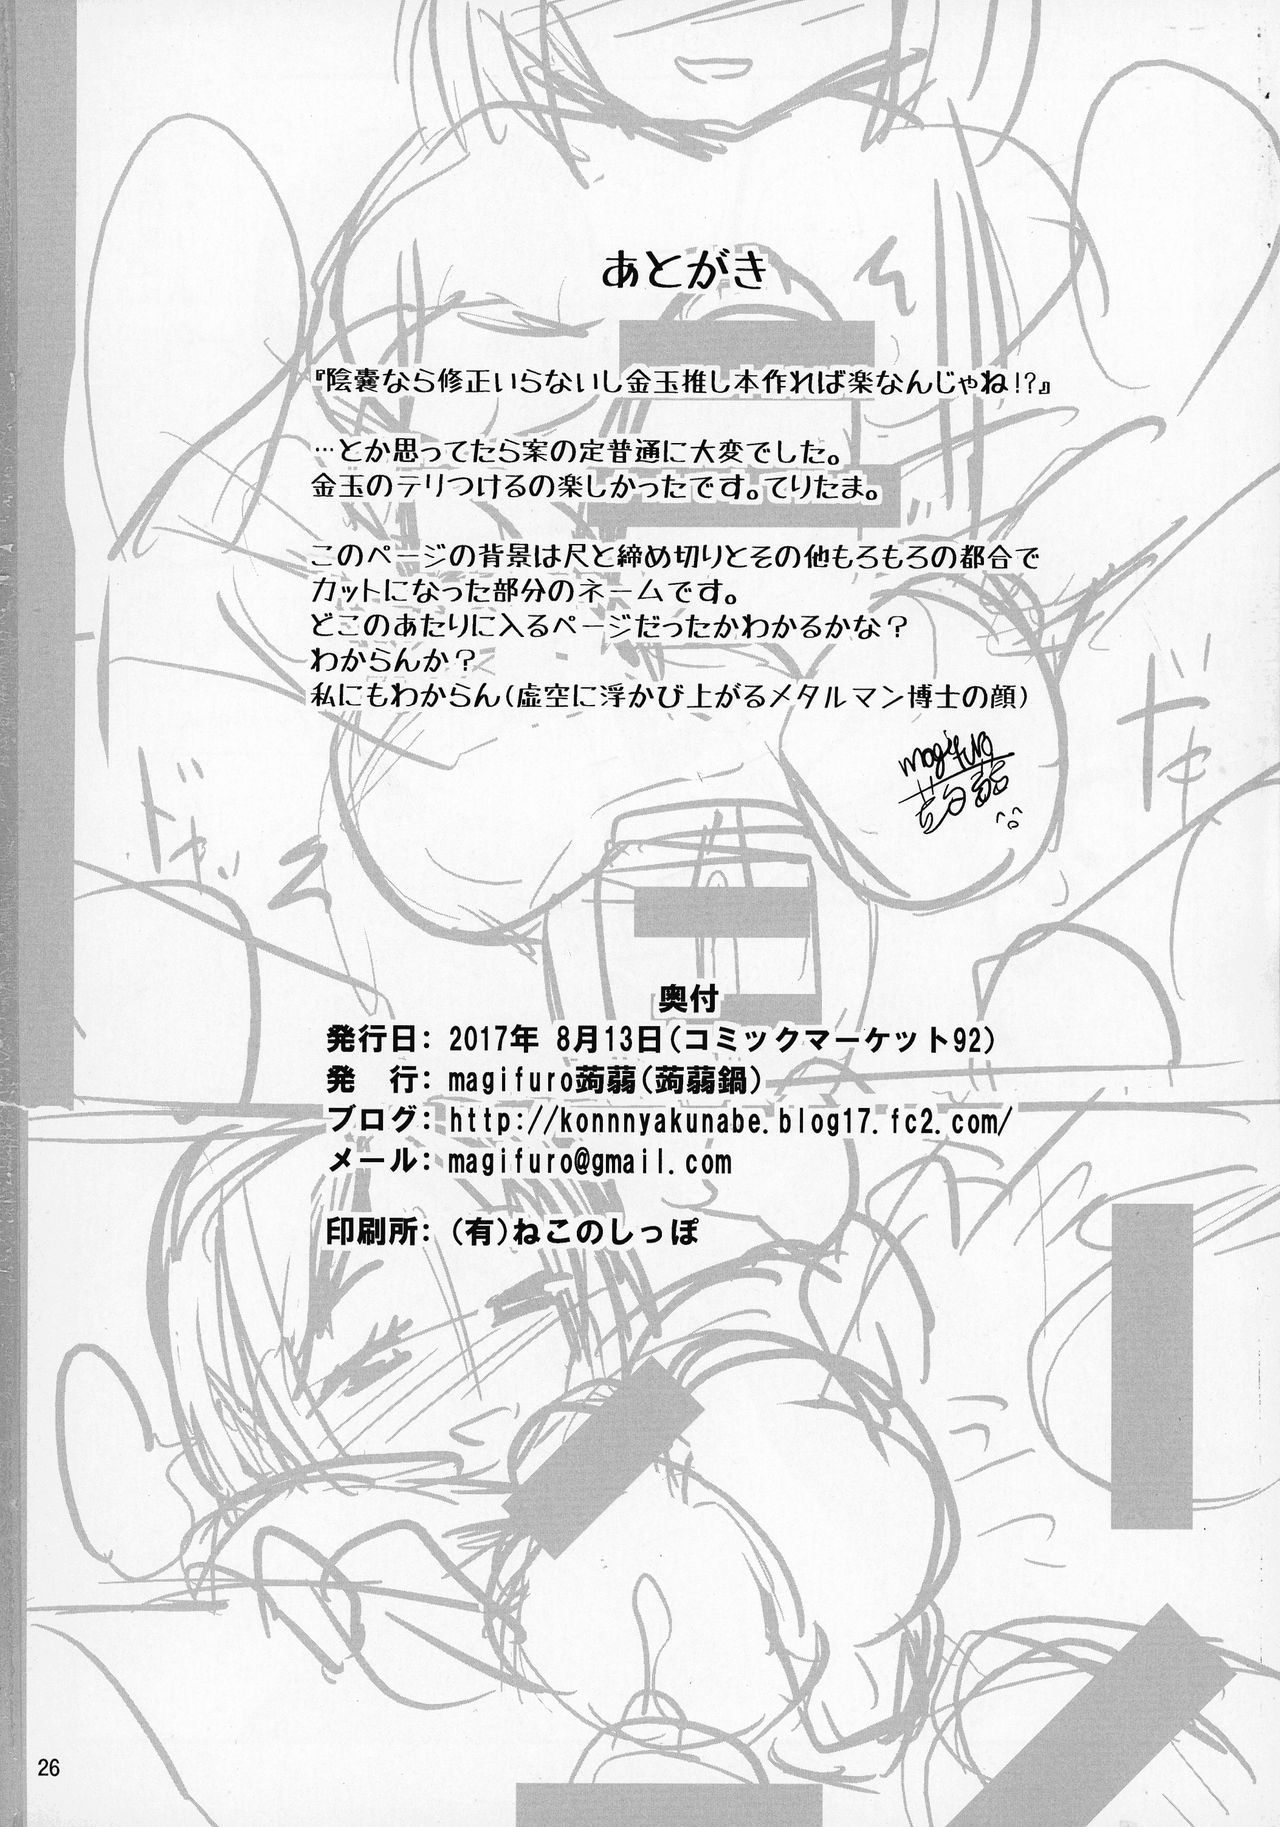 あとがき
『陰嚢なら修正いらないし金玉推し本作れば楽なんじゃね!?』
…とか思ってたら案の定普通に大変でした。
金玉のテリつけるの楽しかったです。てりたま。
このページの背景は尺と締め切りとその他もろもろの都合で
カットになった部分のネームです。
どこのあたりに入るページだったかわかるかな？
わからんか？
私にもわからん(虚空に浮かび上がるメタルマン博士の顔)
magifuro
蒟蒻
奥付
発行日: 2017年 8月13日(コミックマーケット92)
発　行: magifuro蒟蒻(蒟蒻鍋)
ブログ: http://konnnyakunabe.blog17.fc2.com/
メール: magifuro@gmail.com
印刷所: (有)ねこのしっぽ
26